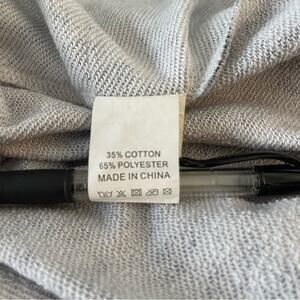 35% COTTON
65% POLYESTER
MADE IN CHINA